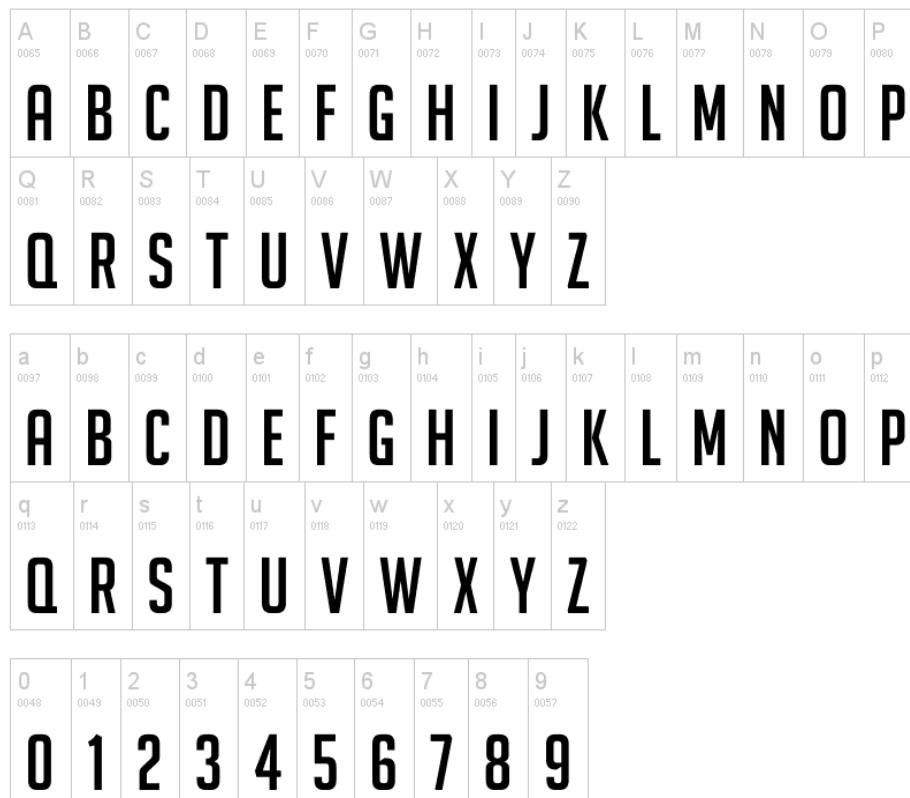 A B C D E F G H I J K L M N O P
0065 0066 0067 0068 0069 0070 0071 0072 0073 0074 0075 0076 0077 0078 0079 0080
A B C D E F G H I J K L M N O P
Q R S T U V W X Y Z
0081 0082 0083 0084 0085 0086 0087 0088 0089 0090
Q R S T U V W X Y Z
a b c d e f g h i j k l m n o p
0097 0098 0099 0100 0101 0102 0103 0104 0105 0106 0107 0108 0109 0110 0111 0112
A B C D E F G H I J K L M N O P
q r s t u v w x y z
0113 0114 0115 0116 0117 0118 0119 0120 0121 0122
Q R S T U V W X Y Z
0 1 2 3 4 5 6 7 8 9
0048 0049 0050 0051 0052 0053 0054 0055 0056 0057
0 1 2 3 4 5 6 7 8 9